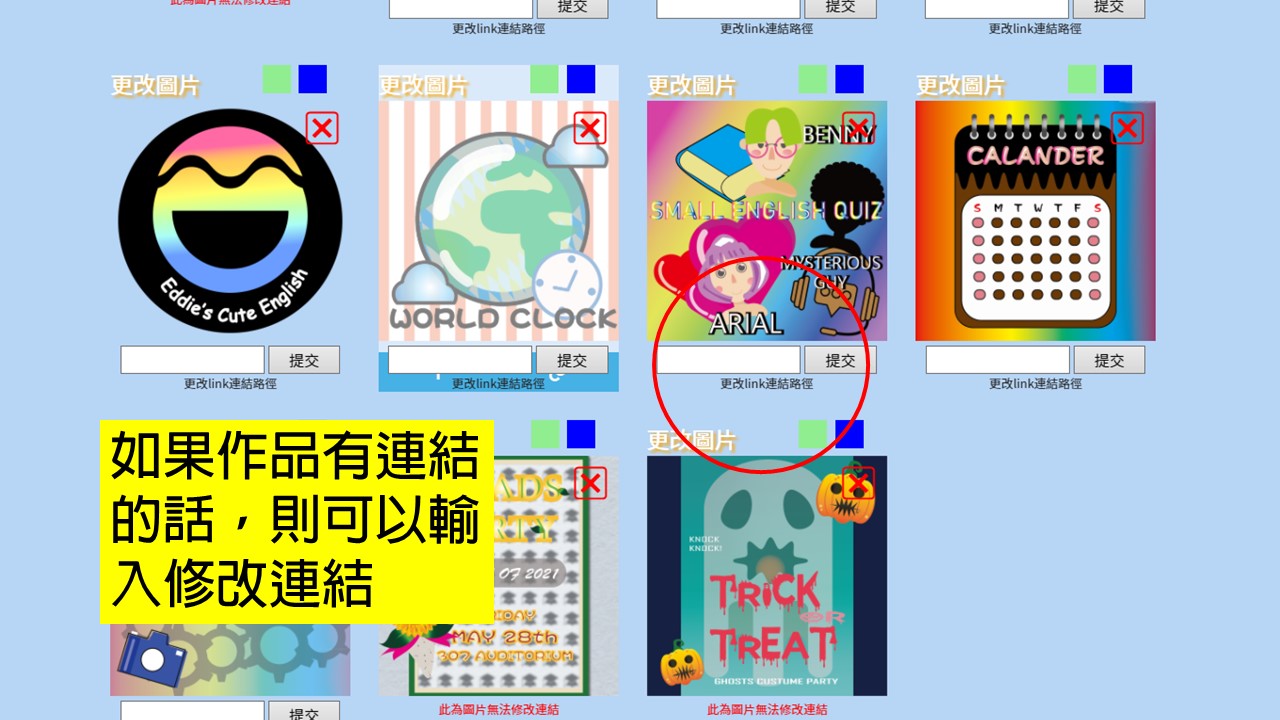 此為圖片無法修改連結
提交
提交
提交
更改link連結路徑
更改link連結路徑
更改link連結路徑
更改圖片
更改圖片
更改圖片
更改圖片
Eddie's Cute English
WORLD CLOCK
BENNY
SMALL ENGLISH QUIZ
MYSTERIOUS
GUY
ARIAL
CALANDER
S M T W T F S
提交
提交
提交
提交
更改link連結路徑
更改link連結路徑
更改link連結路徑
更改link連結路徑
如果作品有連結
的話，則可以輸
入修改連結
更改圖片
OF 2021
MAY 28th
307 AUDITORIUM
KNOCK
KNOCK!
TRiCK
OR
TREAT
GHOSTS CUSTUME PARTY
此為圖片無法修改連結
此為圖片無法修改連結
提交